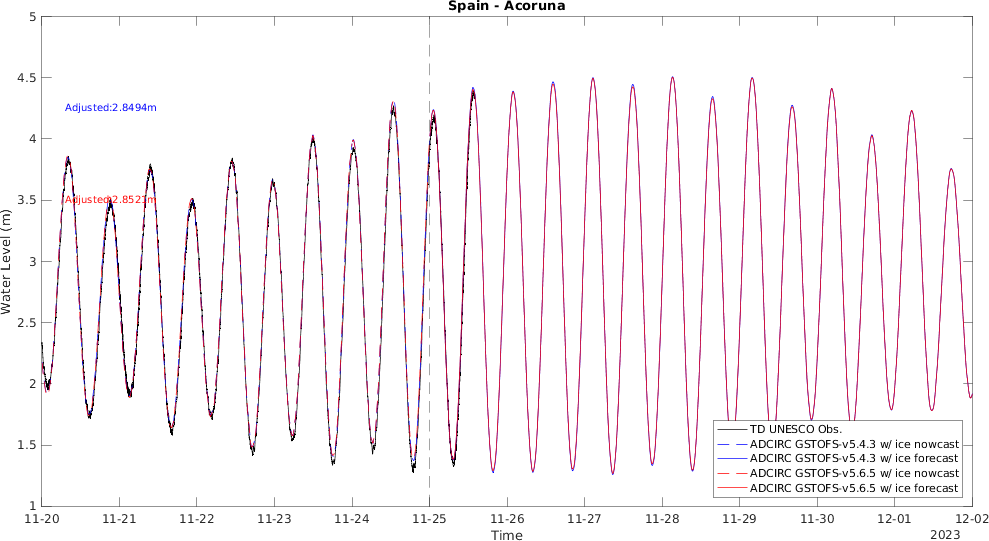 Spain - Acoruna
5
4.5
4
3.5
3
2.5
2
1.5
1
Water Level (m)
Adjusted:2.8494m
Adjusted:2.8521m
TD UNESCO Obs.
ADCIRC GSTOFS-v5.4.3 w/ ice nowcast
ADCIRC GSTOFS-v5.4.3 w/ ice forecast
ADCIRC GSTOFS-v5.6.5 w/ ice nowcast
ADCIRC GSTOFS-v5.6.5 w/ ice forecast
11-20 11-21 11-22 11-23 11-24 11-25 11-26 11-27 11-28 11-29 11-30 12-01 12-02
Time
2023